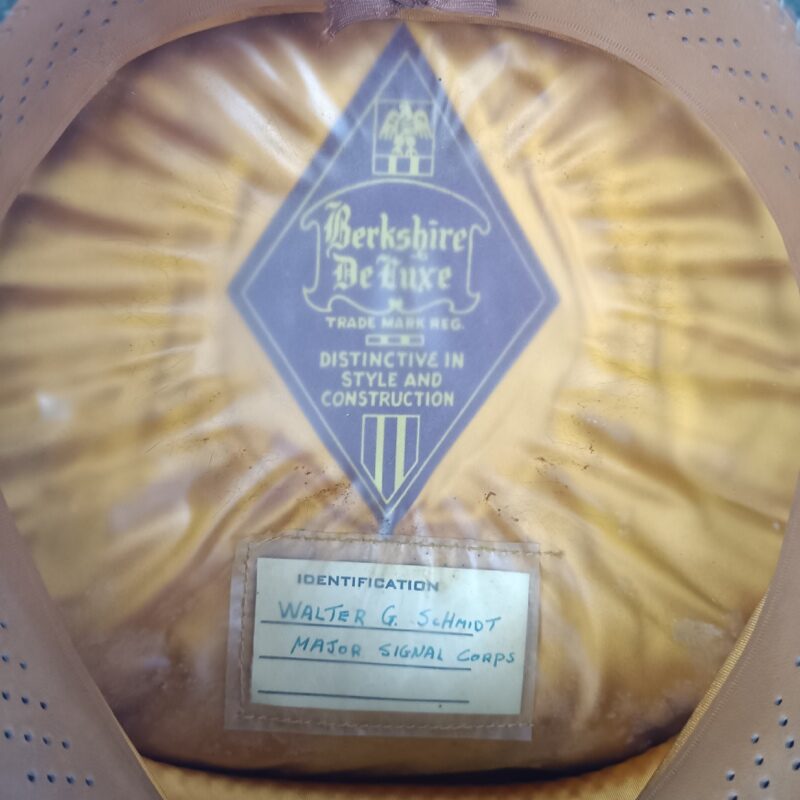 Berkshire
De Luxe
TRADE MARK REG.
DISTINCTIVE IN
STYLE AND
CONSTRUCTION
IDENTIFICATION
WALTER G. SCHMIDT
MAJOR SIGNAL CORPS